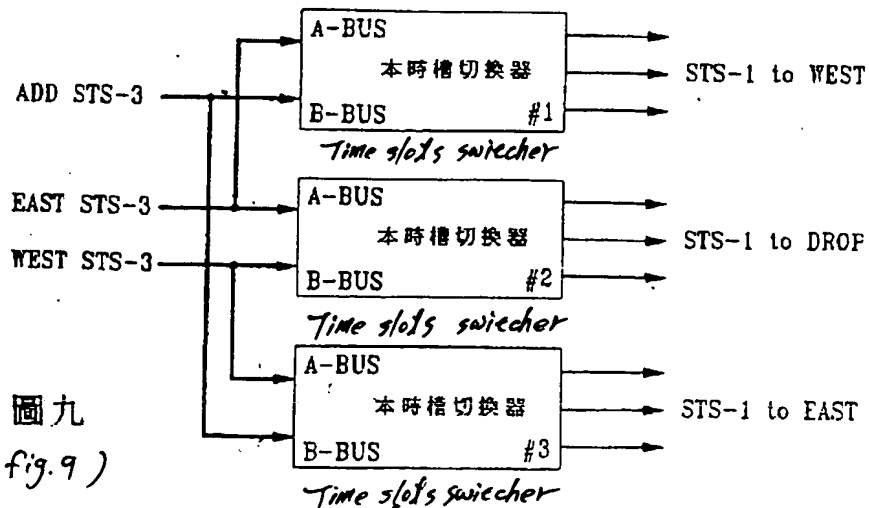 A-BUS
本時槽切換器
B-BUS #1
Time slots swiecher
STS-1 to WEST
ADD STS-3
EAST STS-3
WEST STS-3
A-BUS
本時槽切換器
B-BUS #2
Time slots swiecher
STS-1 to DROP
A-BUS
本時槽切換器
B-BUS #3
Time slots swiecher
STS-1 to EAST
圖九
fig.9 )